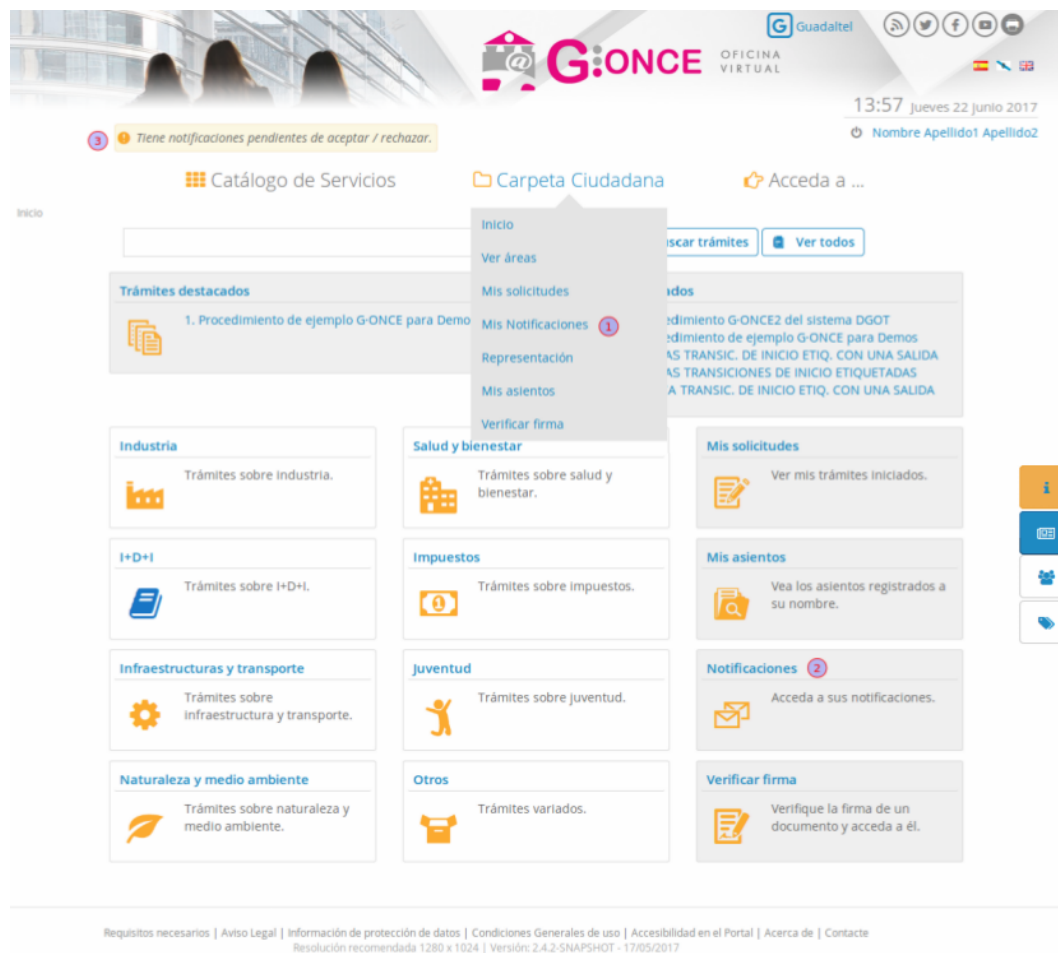 G Guadaltel
@ G:ONCE OFICINA VIRTUAL
13:57 Jueves 22 Junio 2017
3 Tiene notificaciones pendientes de aceptar / rechazar.
Nombre Apellido1 Apellido2
Catálogo de Servicios
Carpeta Ciudadana
Acceda a ...
Inicio
Inicio
Ver áreas
Mis solicitudes
Mis Notificaciones 1
Representación
Mis asientos
Verificar firma
scar trámites
Ver todos
Trámites destacados
1. Procedimiento de ejemplo G-ONCE para Demo
ados
edimiento G-ONCE2 del sistema DGOT
edimiento de ejemplo G-ONCE para Demos
AS TRANSIC. DE INICIO ETIQ. CON UNA SALIDA
AS TRANSICIONES DE INICIO ETIQUETADAS
A TRANSIC. DE INICIO ETIQ. CON UNA SALIDA
Industria
Trámites sobre industria.
Salud y bienestar
Trámites sobre salud y
bienestar.
Mis solicitudes
Ver mis trámites iniciados.
I+D+I
Trámites sobre I+D+I.
Impuestos
Trámites sobre impuestos.
Mis asientos
Vea los asientos registrados a
su nombre.
Infraestructuras y transporte
Trámites sobre
infraestructura y transporte.
Juventud
Trámites sobre juventud.
Notificaciones 2
Acceda a sus notificaciones.
Naturaleza y medio ambiente
Trámites sobre naturaleza y
medio ambiente.
Otros
Trámites variados.
Verificar firma
Verifique la firma de un
documento y acceda a él.
Requisitos necesarios | Aviso Legal | Información de protección de datos | Condiciones Generales de uso | Accesibilidad en el Portal | Acerca de | Contacte
Resolución recomendada 1280 x 1024 | Versión: 2.4.2-SNAPSHOT - 17/05/2017